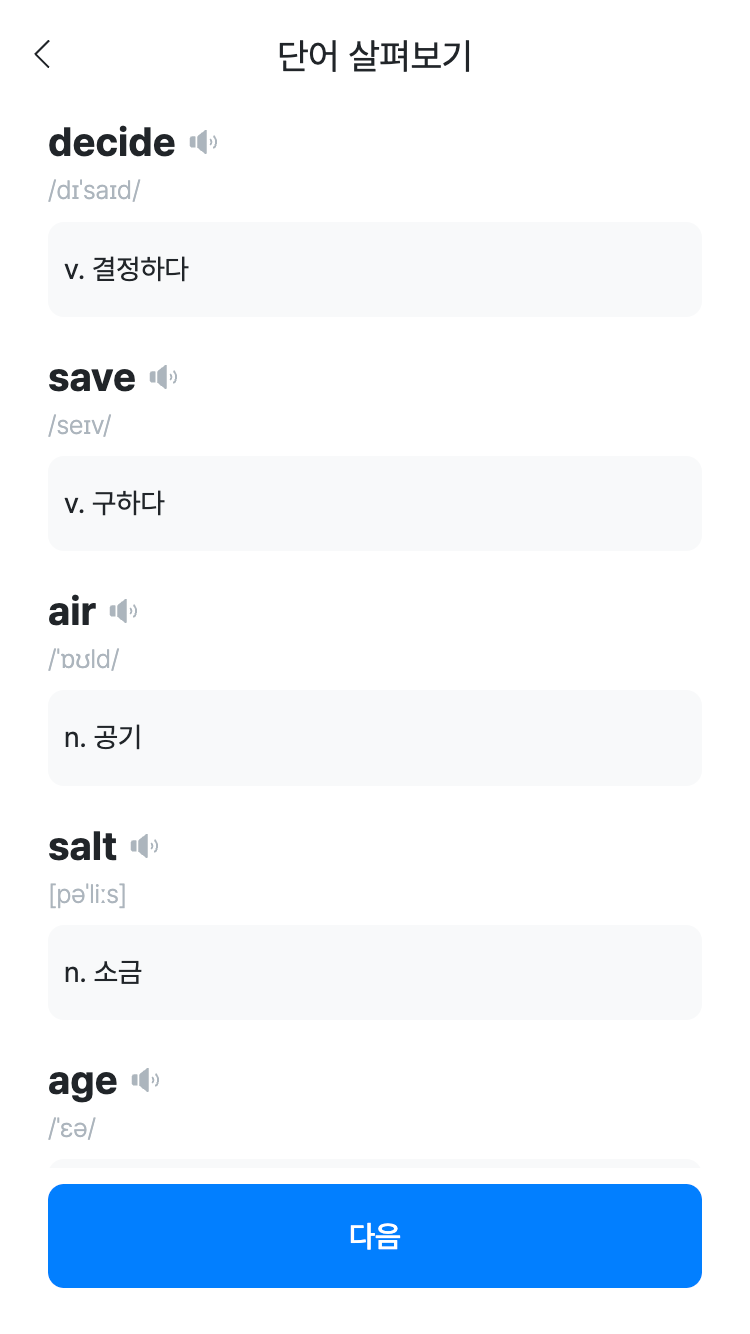 단어 살펴보기
decide
/dɪˈsaɪd/
v. 결정하다
save
/seɪv/
v. 구하다
air
/ˈɒʊld/
n. 공기
salt
[pəˈliːs]
n. 소금
age
/ˈɛə/
다음